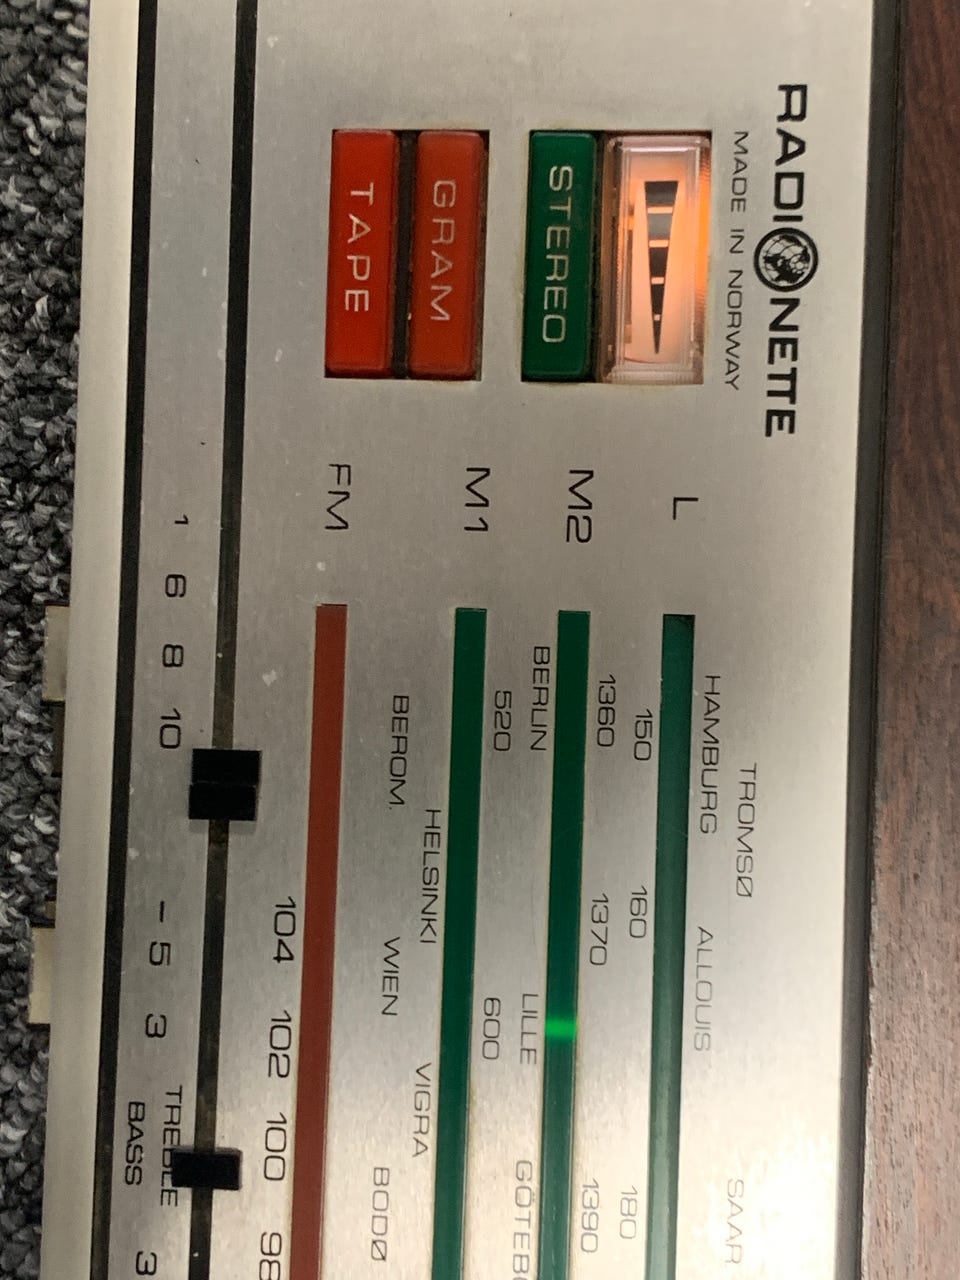 RADIONETTE
MADE IN NORWAY
STEREO
GRAM
TAPE
TROMSØ SAAR
HAMBURG ALLOUIS
L
150 160 180
1360 1370 1390
M2
BERLIN LILLE GÖTEB
520 600
M1
HELSINKI VIGRA
BEROM. WIEN BODØ
FM
104 102 100 98
1 6 8 10 – 5 3 TREBLE 3
BASS